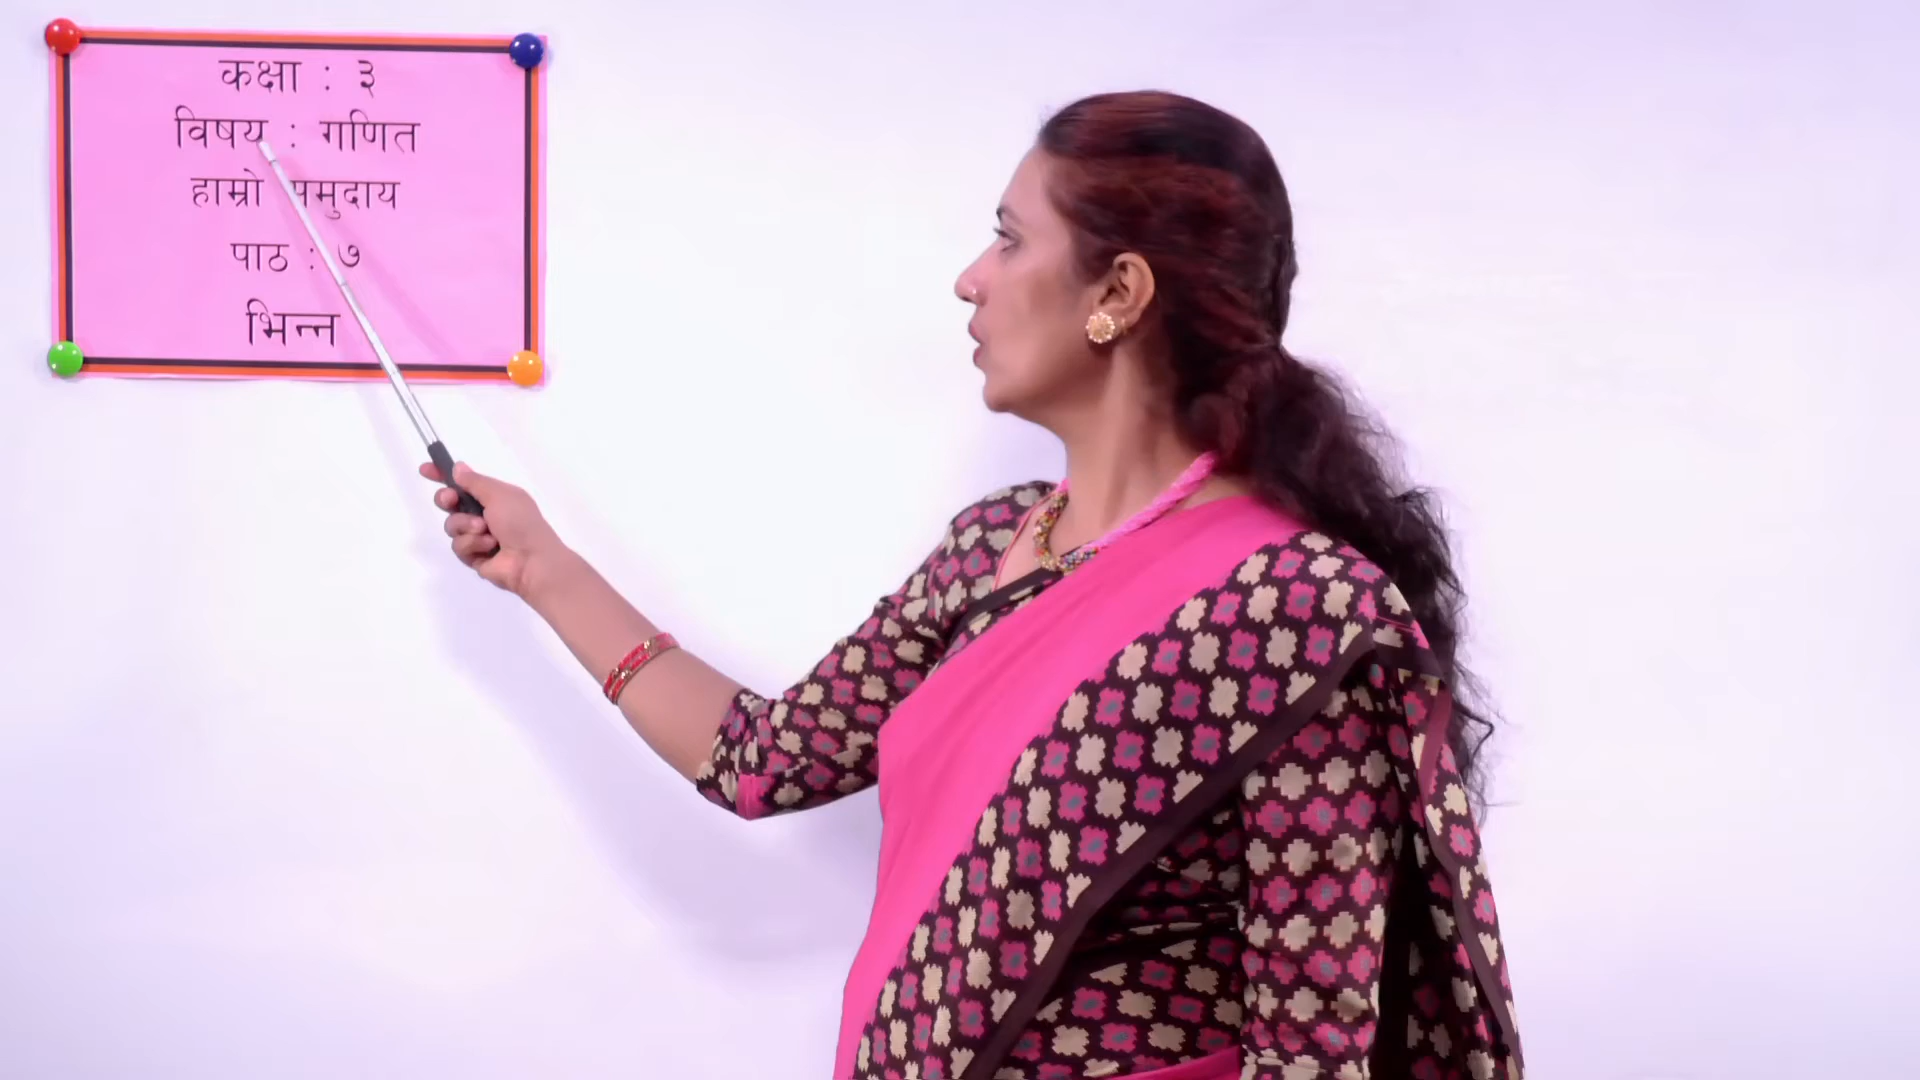 कक्षा : ३
विषय : गणित
हाम्रो समुदाय
पाठ : ७
भिन्न